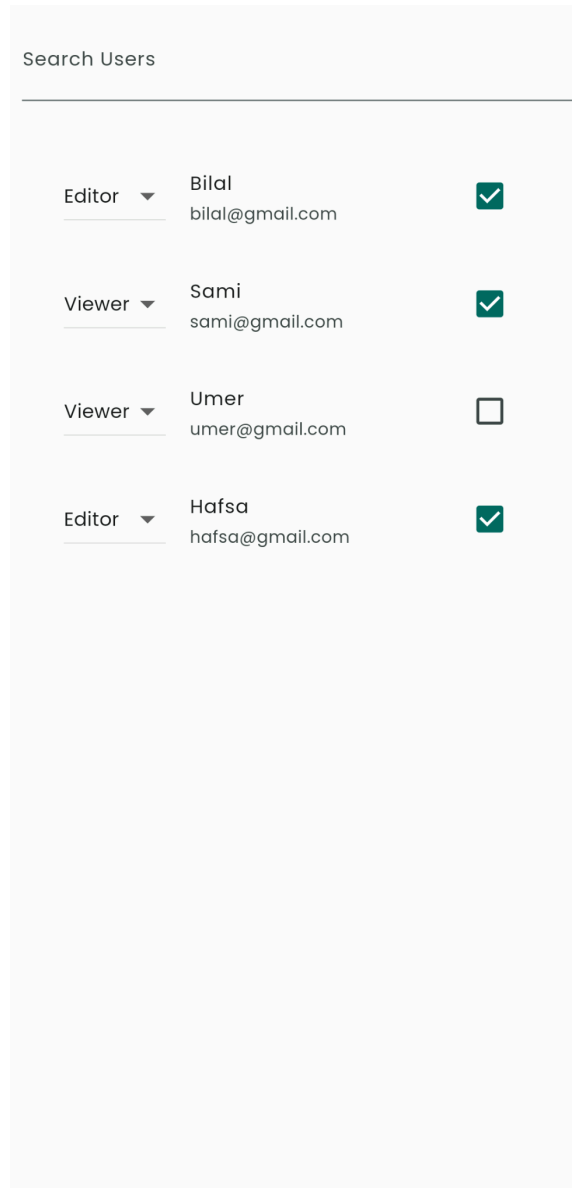 Search Users
Editor
Bilal
bilal@gmail.com
Viewer
Sami
sami@gmail.com
Viewer
Umer
umer@gmail.com
Editor
Hafsa
hafsa@gmail.com